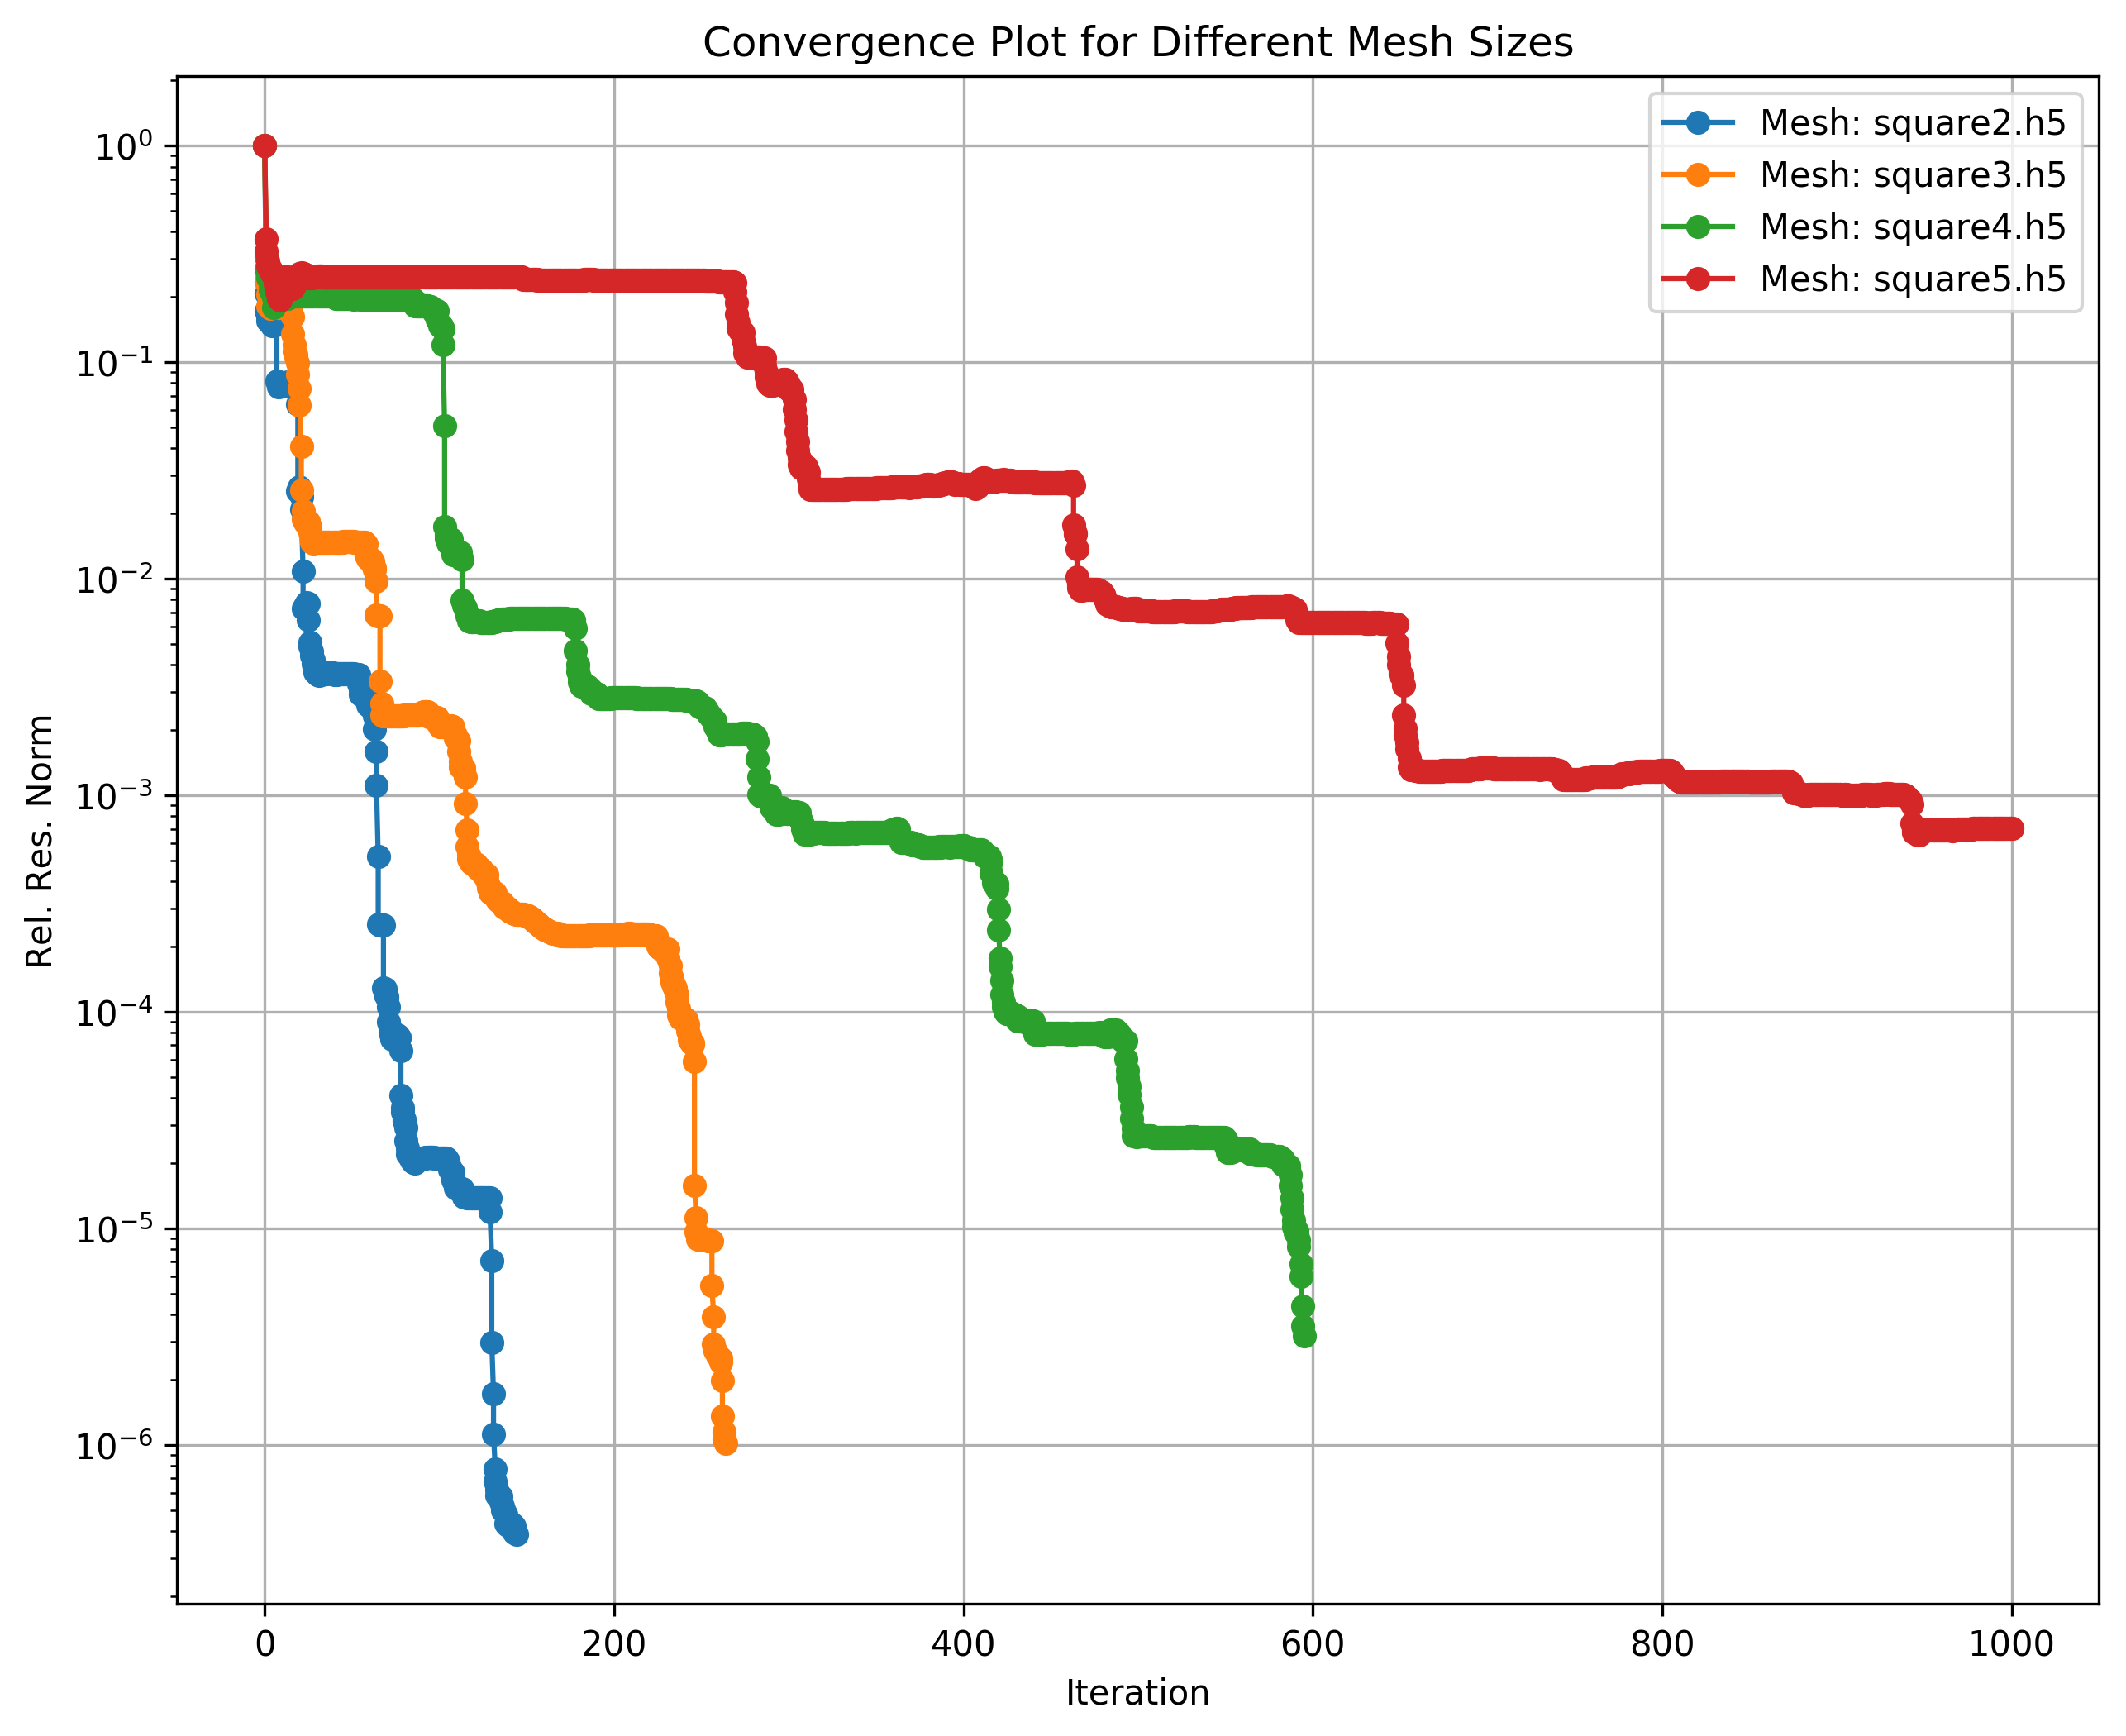 Convergence Plot for Different Mesh Sizes
Mesh: square2.h5
Mesh: square3.h5
Mesh: square4.h5
Mesh: square5.h5
Rel. Res. Norm
10⁰
10⁻¹
10⁻²
10⁻³
10⁻⁴
10⁻⁵
10⁻⁶
0 200 400 600 800 1000
Iteration